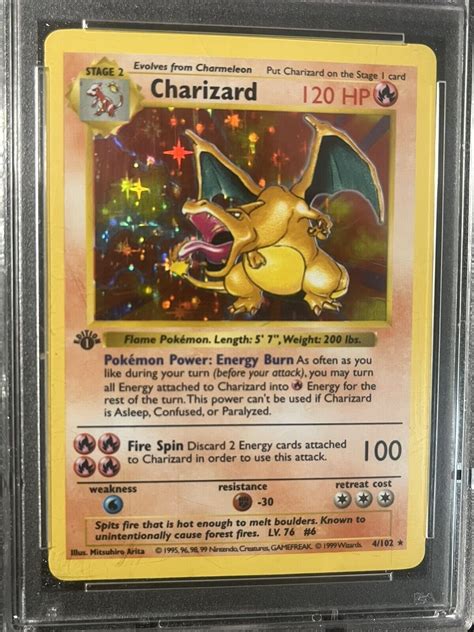 Evolves from Charmeleon
Put Charizard on the Stage 1 card
STAGE 2
Charizard
120 HP
EDITION
1
Flame Pokémon. Length: 5' 7", Weight: 200 lbs.
Pokémon Power: Energy Burn As often as you
like during your turn (before your attack), you may turn
all Energy attached to Charizard into Energy for the
rest of the turn. This power can't be used if Charizard
is Asleep, Confused, or Paralyzed.
Fire Spin Discard 2 Energy cards attached
to Charizard in order to use this attack.
100
weakness
resistance
retreat cost
-30
Spits fire that is hot enough to melt boulders. Known to
unintentionally cause forest fires. LV. 76 #6
Illus. Mitsuhiro Arita
© 1995, 96, 98, 99 Nintendo, Creatures, GAMEFREAK. © 1999 Wizards.
4/102 ★